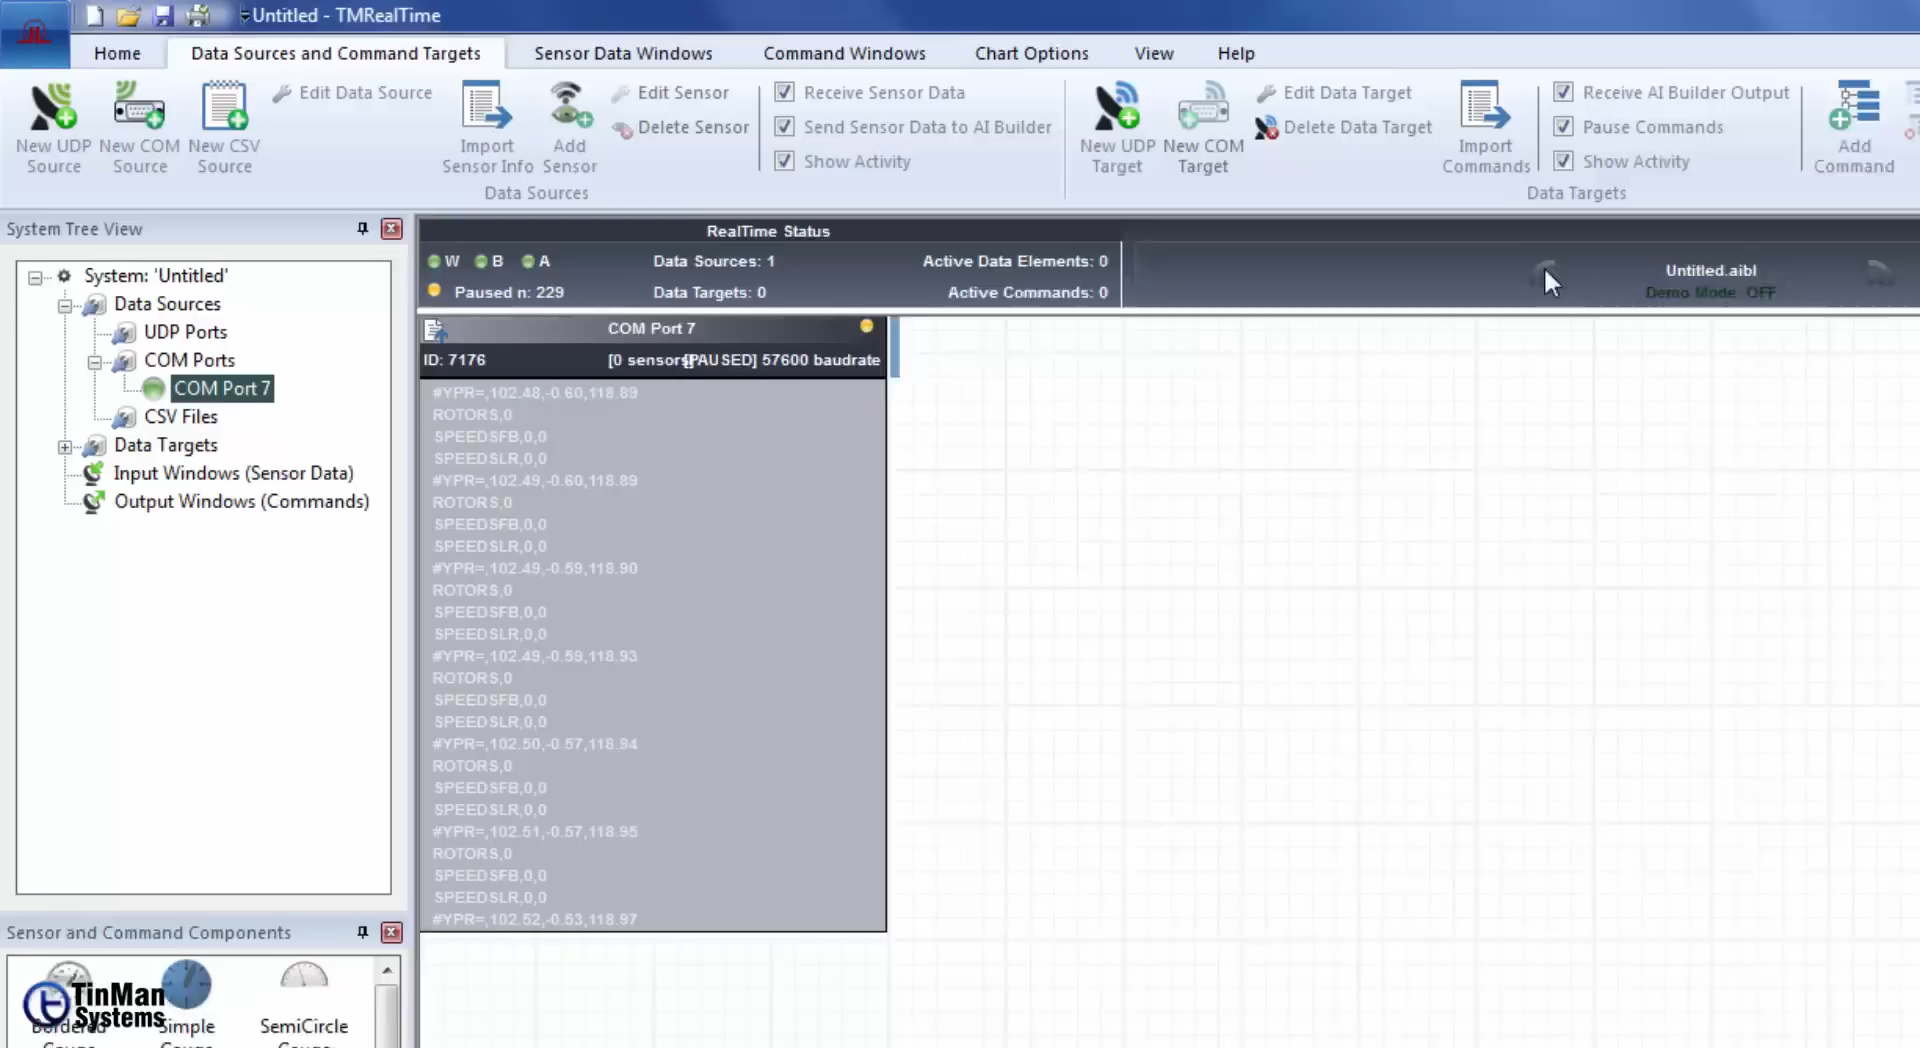 Untitled - TMRealTime
Home
Data Sources and Command Targets
Sensor Data Windows
Command Windows
Chart Options
View
Help
New UDP Source
New COM Source
New CSV Source
Edit Data Source
Import Sensor Info
Add Sensor
Edit Sensor
Delete Sensor
Receive Sensor Data
Send Sensor Data to AI Builder
Show Activity
Data Sources
New UDP Target
New COM Target
Edit Data Target
Delete Data Target
Import Commands
Receive AI Builder Output
Pause Commands
Show Activity
Add Command
Data Targets
System Tree View
System: 'Untitled'
Data Sources
UDP Ports
COM Ports
COM Port 7
CSV Files
Data Targets
Input Windows (Sensor Data)
Output Windows (Commands)
Sensor and Command Components
TinMan
Systems
Bordered
Simple
SemiCircle
RealTime Status
W B A
Data Sources: 1
Active Data Elements: 0
Paused n: 229
Data Targets: 0
Active Commands: 0
Untitled.aibl
Demo Mode: OFF
COM Port 7
ID: 7176
[0 sensors]
[PAUSED] 57600 baudrate
#YPR=,102.48,-0.60,118.89
ROTORS,0
SPEEDSFB,0,0
SPEEDSLR,0,0
#YPR=,102.49,-0.60,118.89
ROTORS,0
SPEEDSFB,0,0
SPEEDSLR,0,0
#YPR=,102.49,-0.59,118.90
ROTORS,0
SPEEDSFB,0,0
SPEEDSLR,0,0
#YPR=,102.49,-0.59,118.93
ROTORS,0
SPEEDSFB,0,0
SPEEDSLR,0,0
#YPR=,102.50,-0.57,118.94
ROTORS,0
SPEEDSFB,0,0
SPEEDSLR,0,0
#YPR=,102.51,-0.57,118.95
ROTORS,0
SPEEDSFB,0,0
SPEEDSLR,0,0
#YPR=,102.52,-0.53,118.97